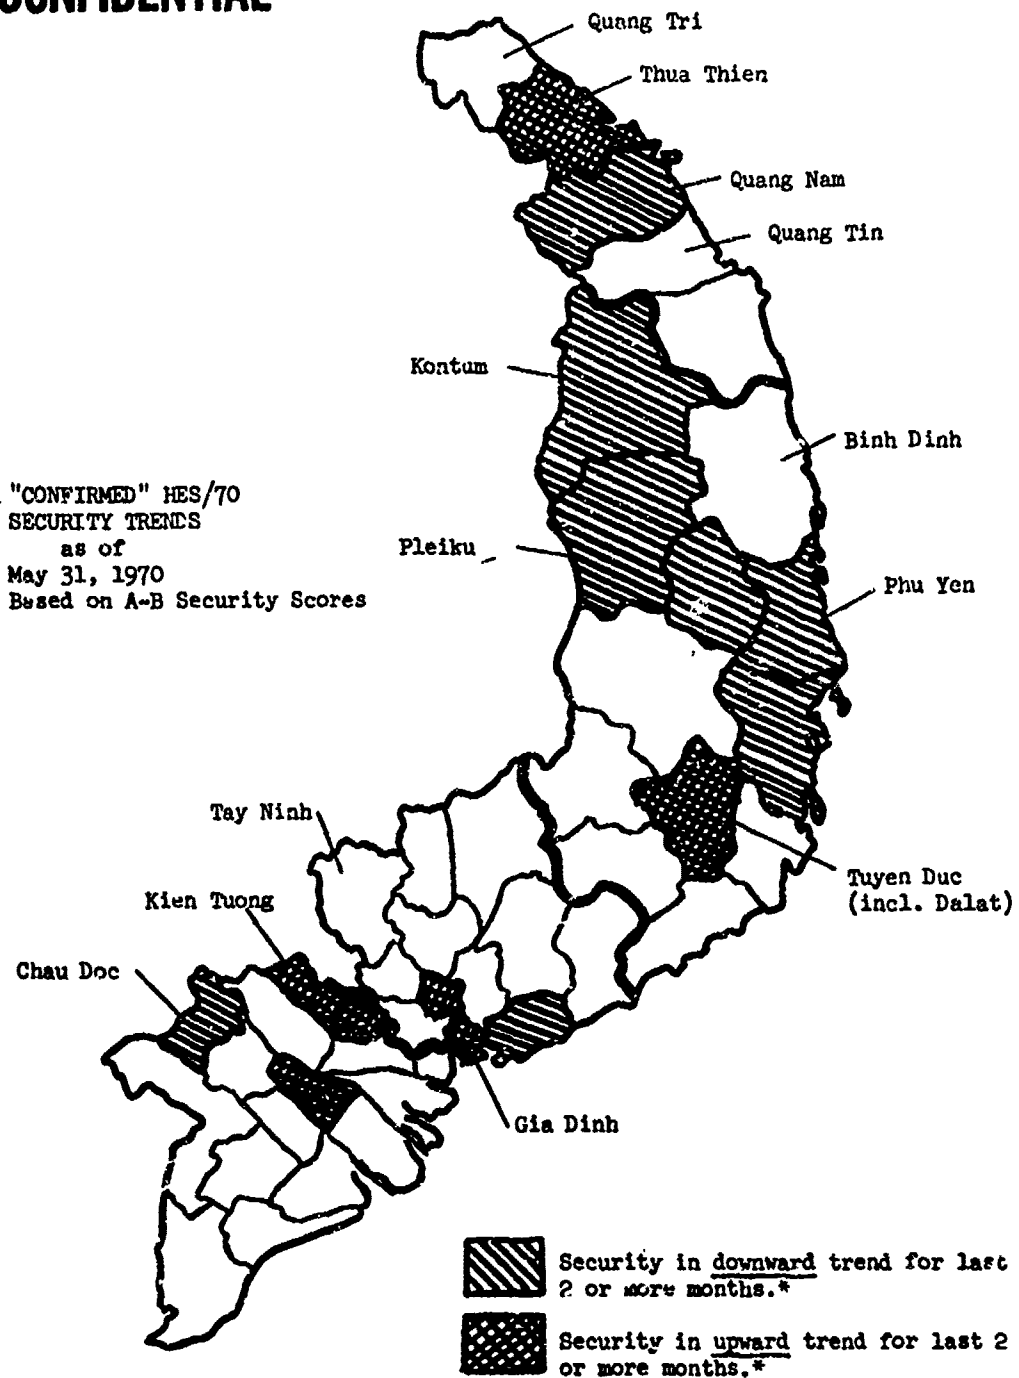 CONFIDENTIAL
Quang Tri
Thua Thien
Quang Nam
Quang Tin
Kontum
Binh Dinh
"CONFIRMED" HES/70
SECURITY TRENDS
as of
May 31, 1970
Based on A-B Security Scores
Pleiku
Phu Yen
Tay Ninh
Tuyen Duc
(incl. Dalat)
Kien Tuong
Chau Doc
Gia Dinh
Security in downward trend for last
2 or more months.*
Security in upward trend for last 2
or more months.*